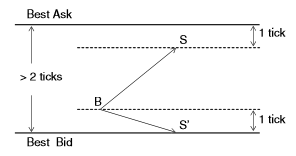 Best Ask
S
1 tick
> 2 ticks
B
1 tick
S'
Best Bid